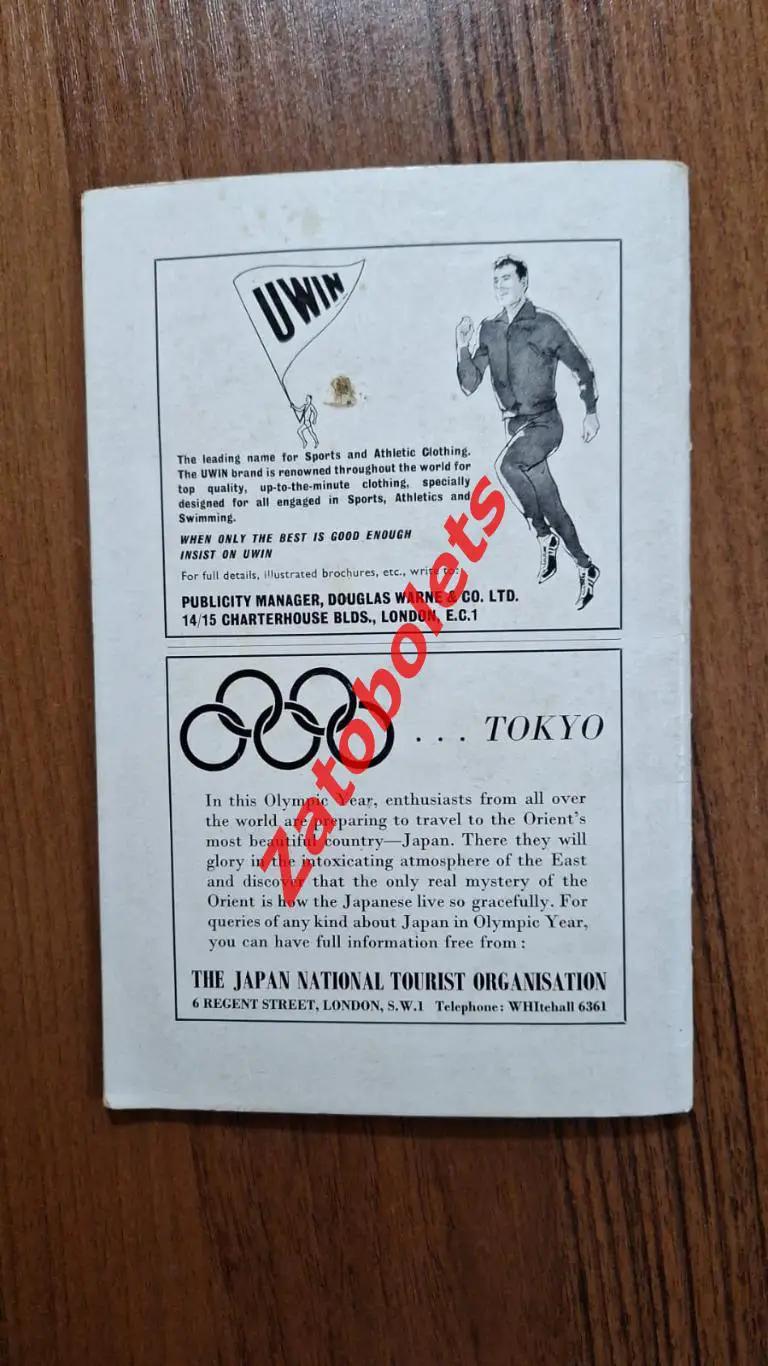 UWIN
The leading name for Sports and Athletic Clothing.
The UWIN brand is renowned throughout the world for
top quality, up-to-the-minute clothing, specially
designed for all engaged in Sports, Athletics and
Swimming.
WHEN ONLY THE BEST IS GOOD ENOUGH
INSIST ON UWIN
For full details, illustrated brochures, etc., write to:
PUBLICITY MANAGER, DOUGLAS WARNE & CO. LTD.
14/15 CHARTERHOUSE BLDS., LONDON, E.C.1
. . . TOKYO
In this Olympic Year, enthusiasts from all over
the world are preparing to travel to the Orient's
most beautiful country—Japan. There they will
glory in the intoxicating atmosphere of the East
and discover that the only real mystery of the
Orient is how the Japanese live so gracefully. For
queries of any kind about Japan in Olympic Year,
you can have full information free from:
THE JAPAN NATIONAL TOURIST ORGANISATION
6 REGENT STREET, LONDON, S.W.1 Telephone: WHItehall 6361
Zatobolets